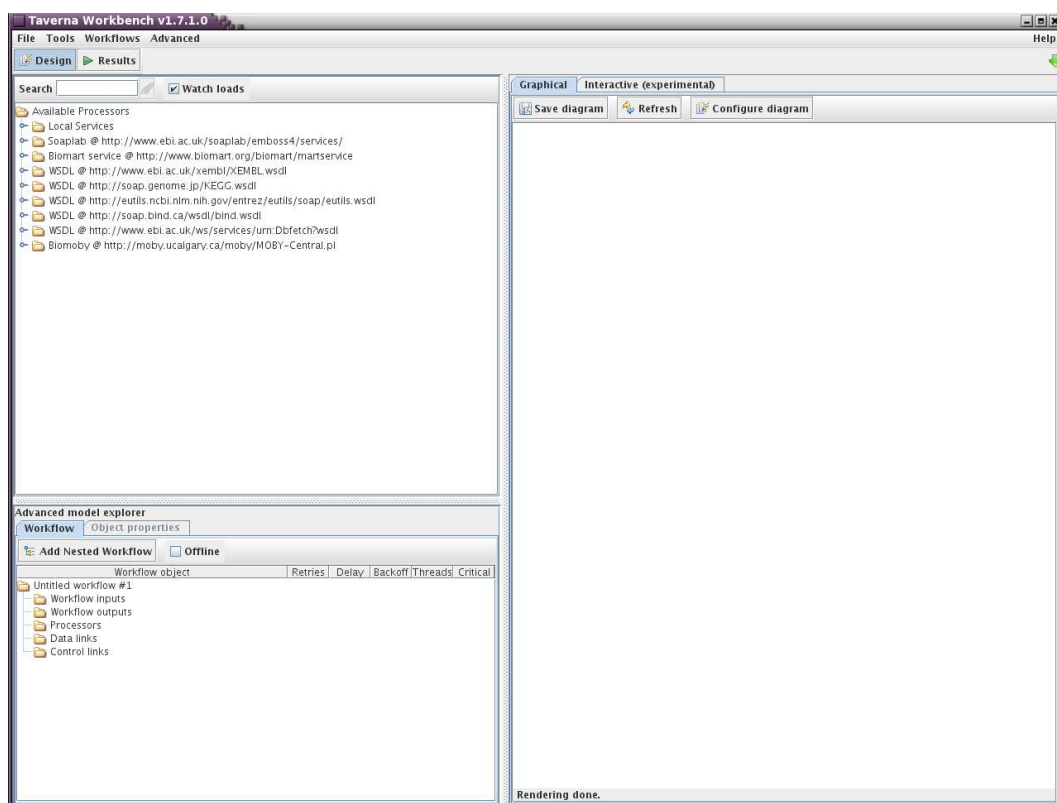 Taverna Workbench v1.7.1.0
File Tools Workflows Advanced Help
Design Results
Search Watch loads
Available Processors
Local Services
Soaplab @ http://www.ebi.ac.uk/soaplab/emboss4/services/
Biomart service @ http://www.biomart.org/biomart/martservice
WSDL @ http://www.ebi.ac.uk/xembl/XEMBL.wsdl
WSDL @ http://soap.genome.jp/KEGG.wsdl
WSDL @ http://eutils.ncbi.nlm.nih.gov/entrez/eutils/soap/eutils.wsdl
WSDL @ http://soap.bind.ca/wsdl/bind.wsdl
WSDL @ http://www.ebi.ac.uk/ws/services/urn:Dbfetch?wsdl
Biomoby @ http://moby.ucalgary.ca/moby/MOBY-Central.pl
Advanced model explorer
Workflow Object properties
Add Nested Workflow Offline
Workflow object Retries Delay Backoff Threads Critical
Untitled workflow #1
Workflow inputs
Workflow outputs
Processors
Data links
Control links
Graphical Interactive (experimental)
Save diagram Refresh Configure diagram
Rendering done.